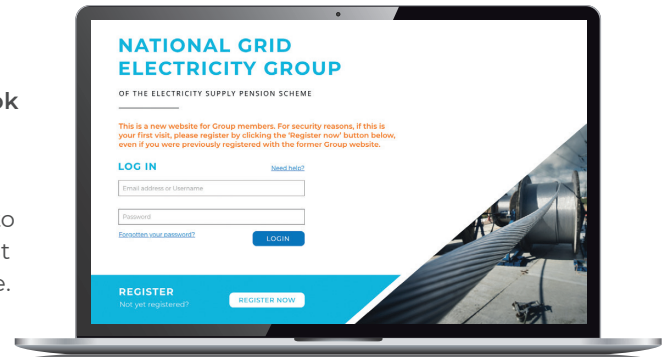 ok
to
t
e.
NATIONAL GRID
ELECTRICITY GROUP
OF THE ELECTRICITY SUPPLY PENSION SCHEME
This is a new website for Group members. For security reasons, if this is
your first visit, please register by clicking the 'Register now' button below,
even if you were previously registered with the former Group website.
LOG IN
Need help?
Email address or Username
Password
Forgotten your password?
LOGIN
REGISTER
Not yet registered?
REGISTER NOW